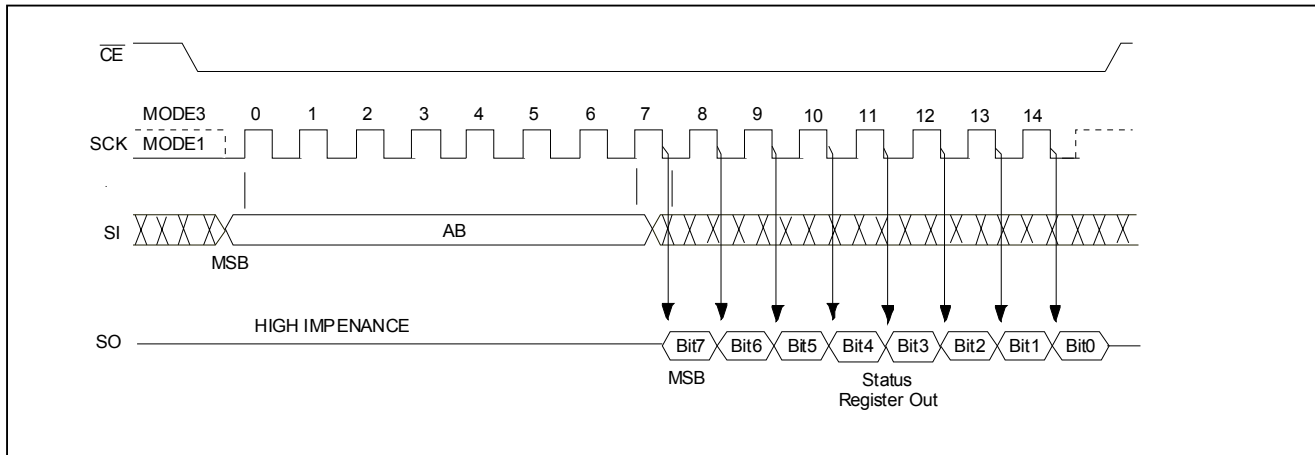 CE
MODE3 0 1 2 3 4 5 6 7 8 9 10 11 12 13 14
SCK MODE1
SI AB
MSB
HIGH IMPENANCE
SO Bit7 Bit6 Bit5 Bit4 Bit3 Bit2 Bit1 Bit0
MSB Status
Register Out